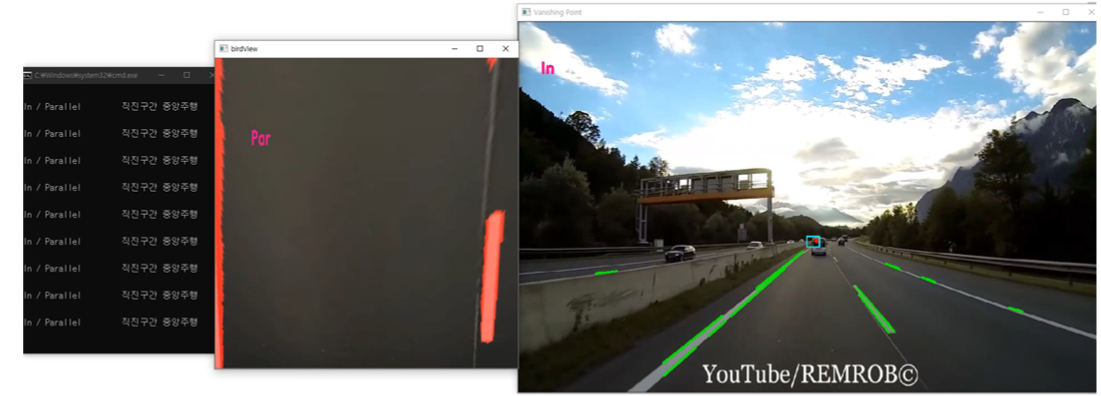 C:￦Windows￦system32￦cmd.exe
In / Parallel 직진구간 중앙주행
In / Parallel 직진구간 중앙주행
In / Parallel 직진구간 중앙주행
In / Parallel 직진구간 중앙주행
In / Parallel 직진구간 중앙주행
In / Parallel 직진구간 중앙주행
In / Parallel 직진구간 중앙주행
In / Parallel 직진구간 중앙주행
In / Parallel 직진구간 중앙주행
birdView
Par
Vanishing Point
In
YouTube/REMROB©